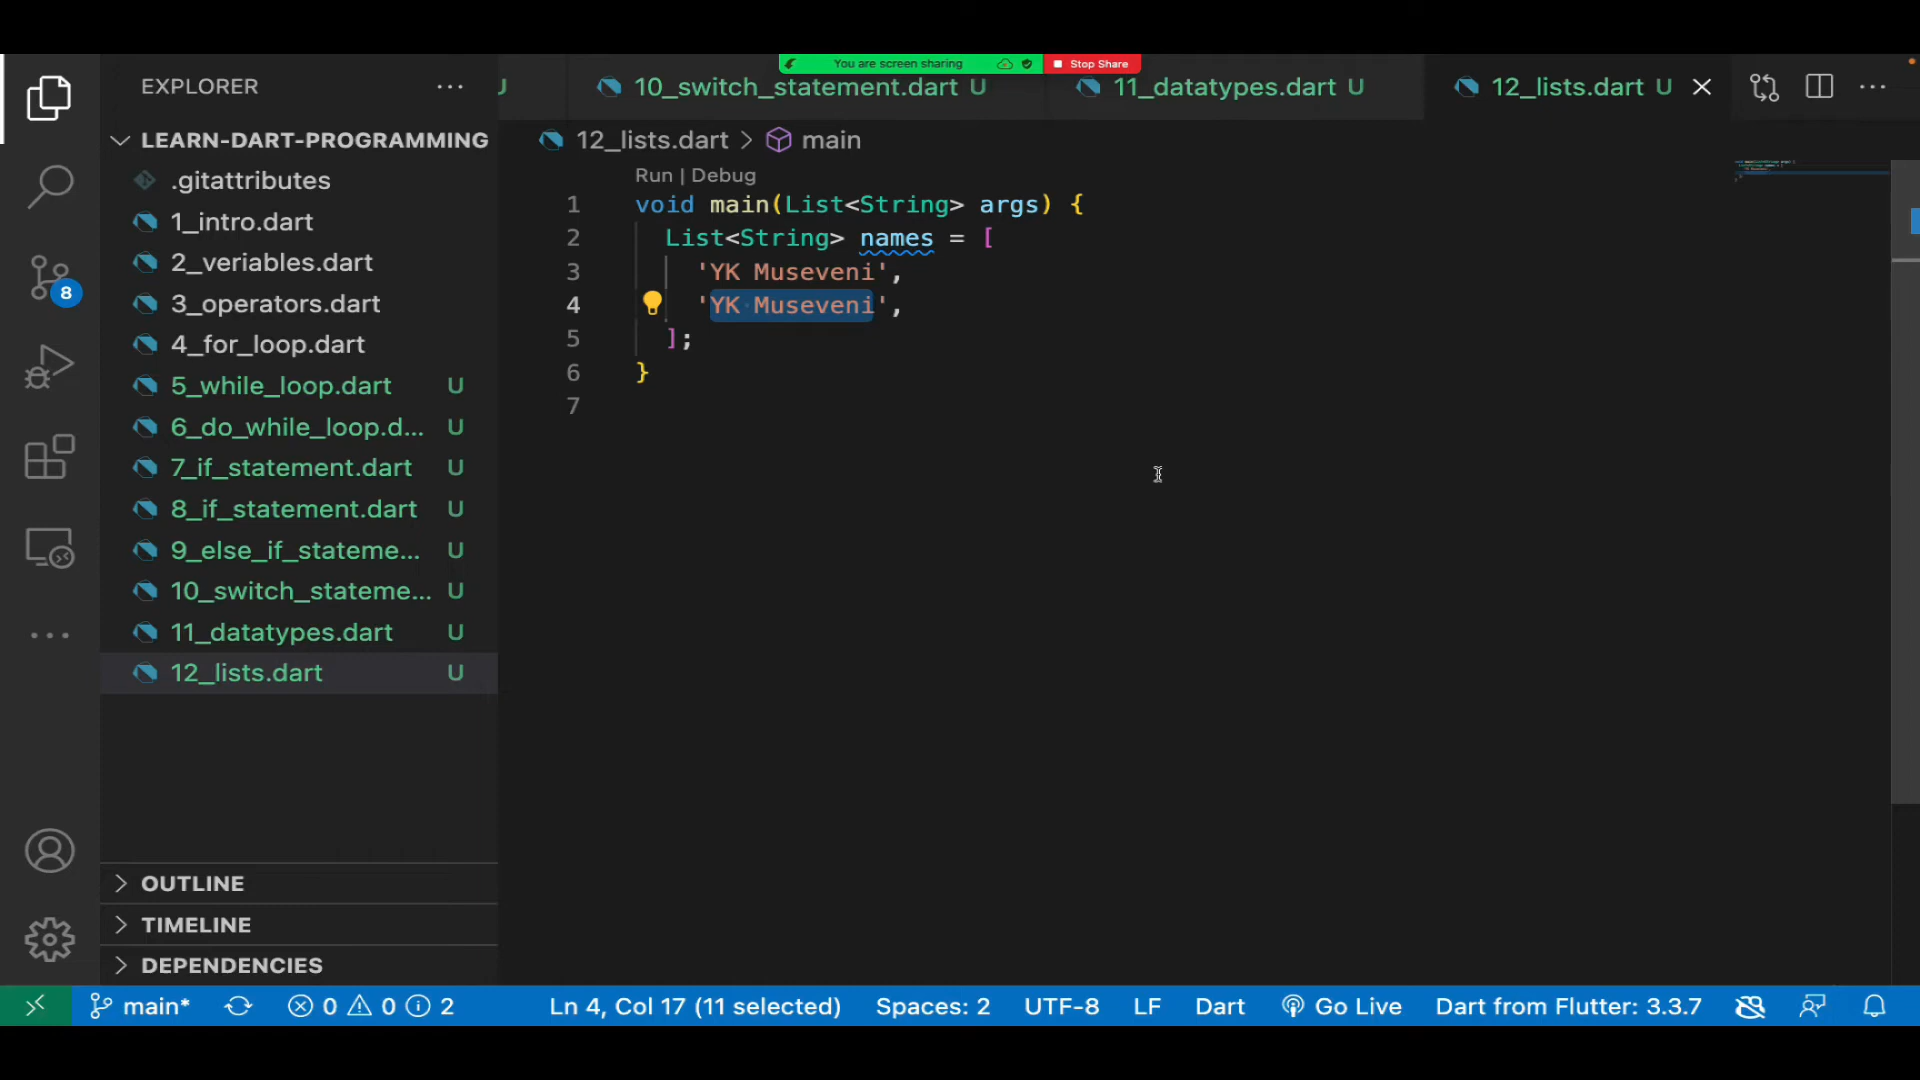 You are screen sharing Stop Share
EXPLORER
10_switch_statement.dart U
11_datatypes.dart U
12_lists.dart U
LEARN-DART-PROGRAMMING
.gitattributes
1_intro.dart
2_veriables.dart
3_operators.dart
4_for_loop.dart
5_while_loop.dart U
6_do_while_loop.d... U
7_if_statement.dart U
8_if_statement.dart U
9_else_if_stateme... U
10_switch_stateme... U
11_datatypes.dart U
12_lists.dart U
OUTLINE
TIMELINE
DEPENDENCIES
12_lists.dart > main
Run | Debug
1 void main(List<String> args) {
2 List<String> names = [
3 'YK Museveni',
4 'YK Museveni',
5 ];
6 }
7
8
main* 0 0 2 Ln 4, Col 17 (11 selected) Spaces: 2 UTF-8 LF Dart Go Live Dart from Flutter: 3.3.7